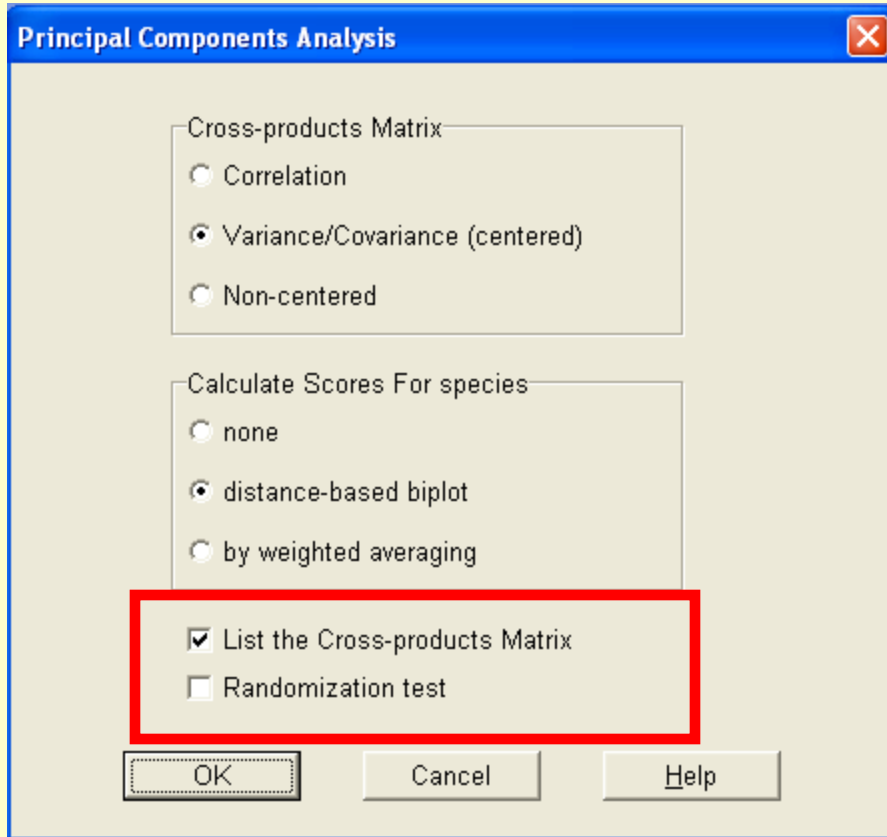 Principal Components Analysis
Cross-products Matrix
Correlation
Variance/Covariance (centered)
Non-centered
Calculate Scores For species
none
distance-based biplot
by weighted averaging
List the Cross-products Matrix
Randomization test
OK Cancel Help